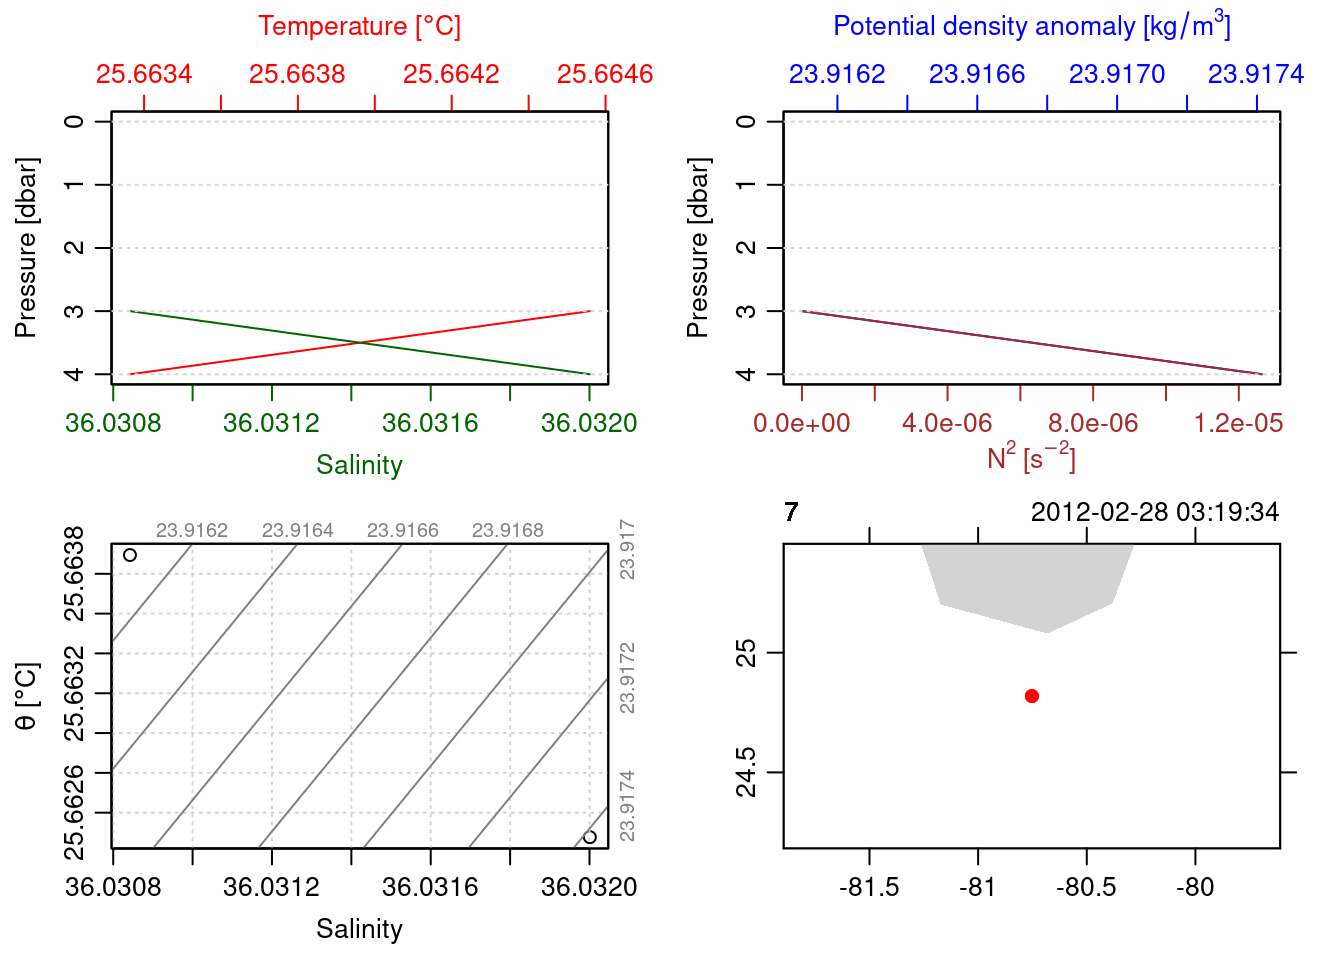 Temperature [°C]
25.6634 25.6638 25.6642 25.6646
0
1
2
3
4
Pressure [dbar]
36.0308 36.0312 36.0316 36.0320
Salinity
Potential density anomaly [kg/m³]
23.9162 23.9166 23.9170 23.9174
0
1
2
3
4
Pressure [dbar]
0.0e+00 4.0e-06 8.0e-06 1.2e-05
N² [s⁻²]
23.9162 23.9164 23.9166 23.9168
23.917
23.9172
23.9174
25.6638
25.6632
25.6626
θ [°C]
36.0308 36.0312 36.0316 36.0320
Salinity
7 2012-02-28 03:19:34
25
24.5
-81.5 -81 -80.5 -80